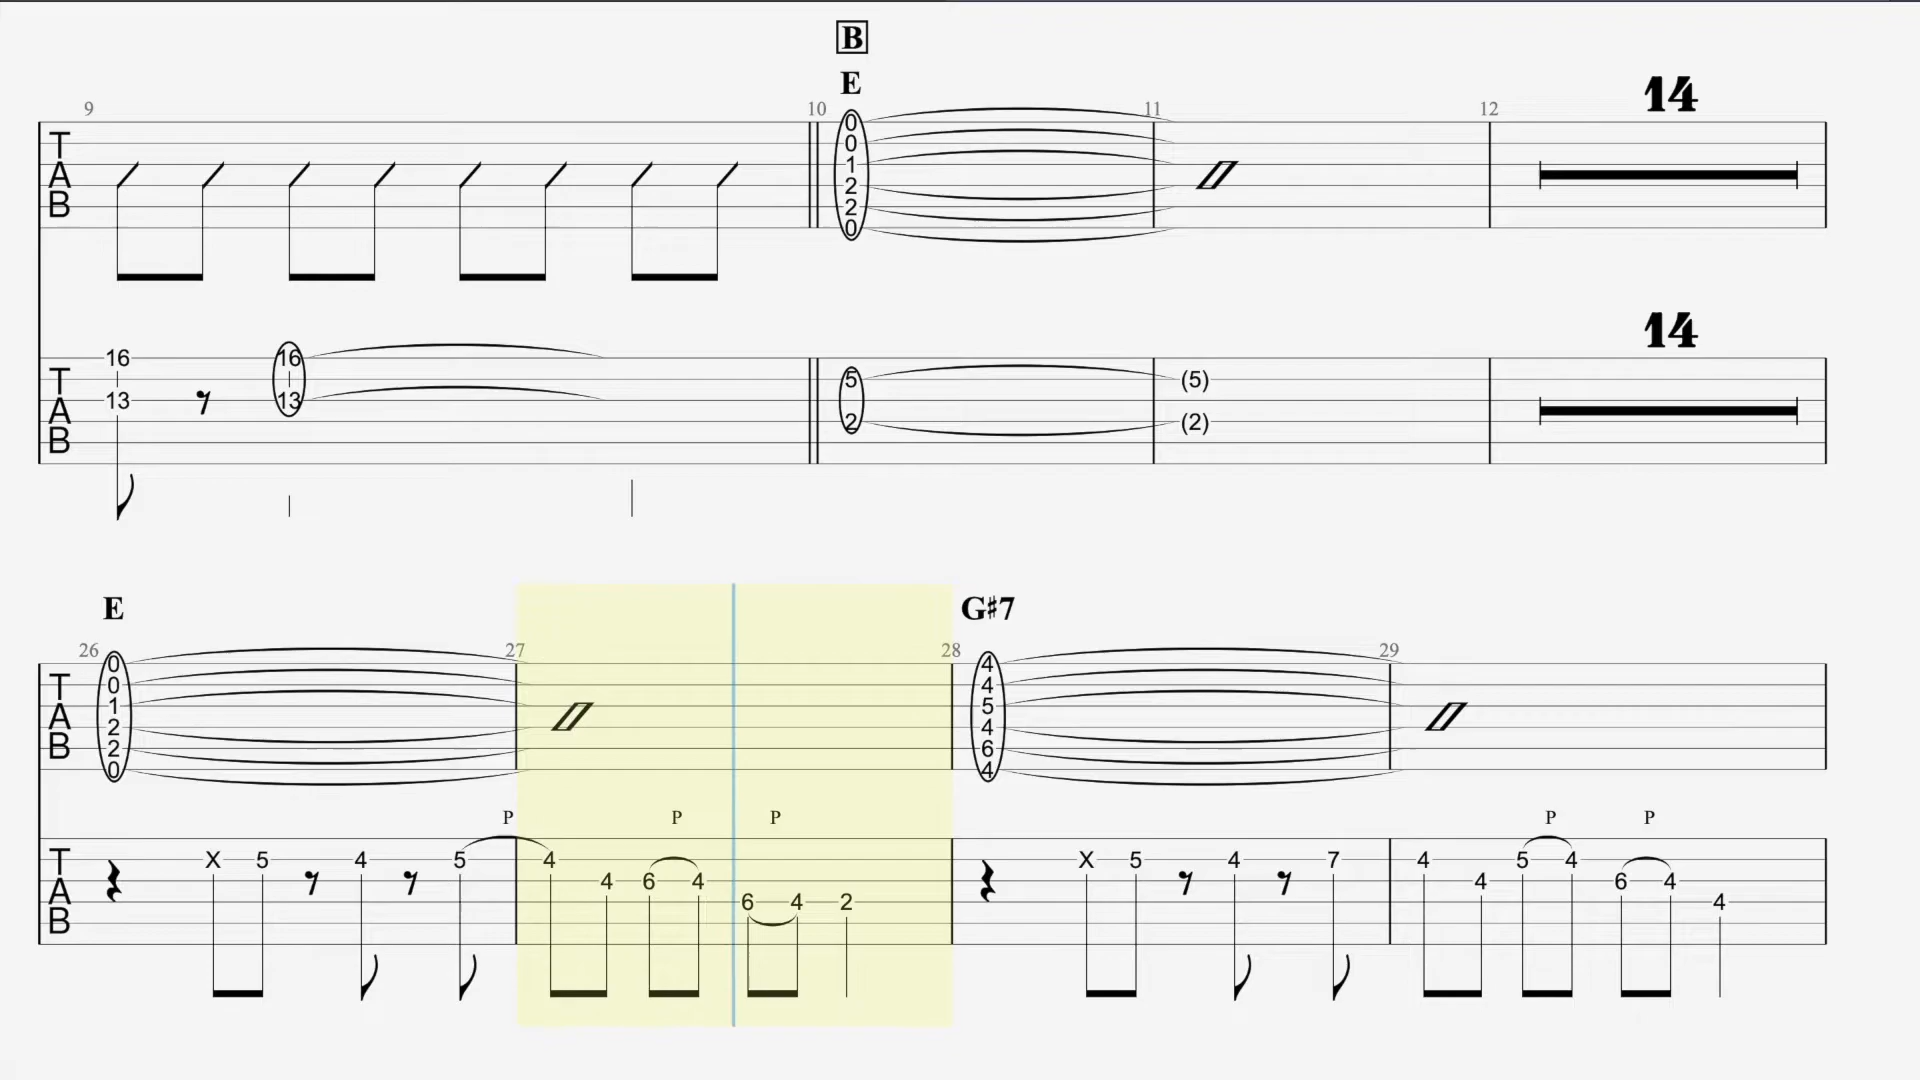 B
E
9 10 11 12 14
T A B
0
0
1
2
2
0
14
T A B
16 16 5 (5)
13 13 2 (2)
E G♯7
26 27 28 29
T A B
0 4
0 4
1 5
2 4
2 6
0 4
P P P P P
T A B
X 5 4 5 4 X 5 4 7 4 5 4
4 6 4 4 6 4
6 4 2 4